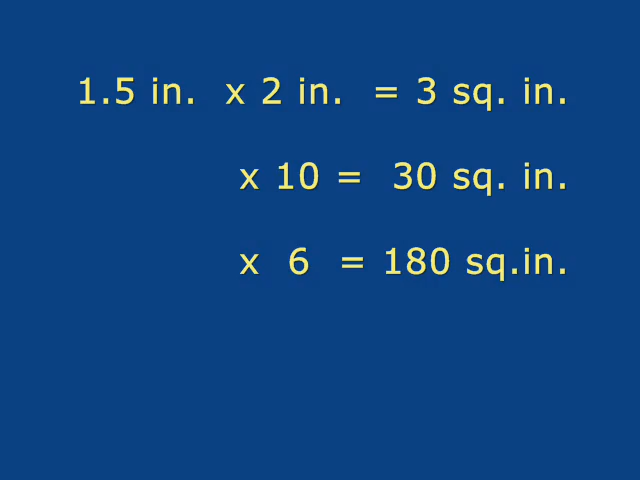 1.5 in. x 2 in. = 3 sq. in.
x 10 = 30 sq. in.
x 6 = 180 sq.in.